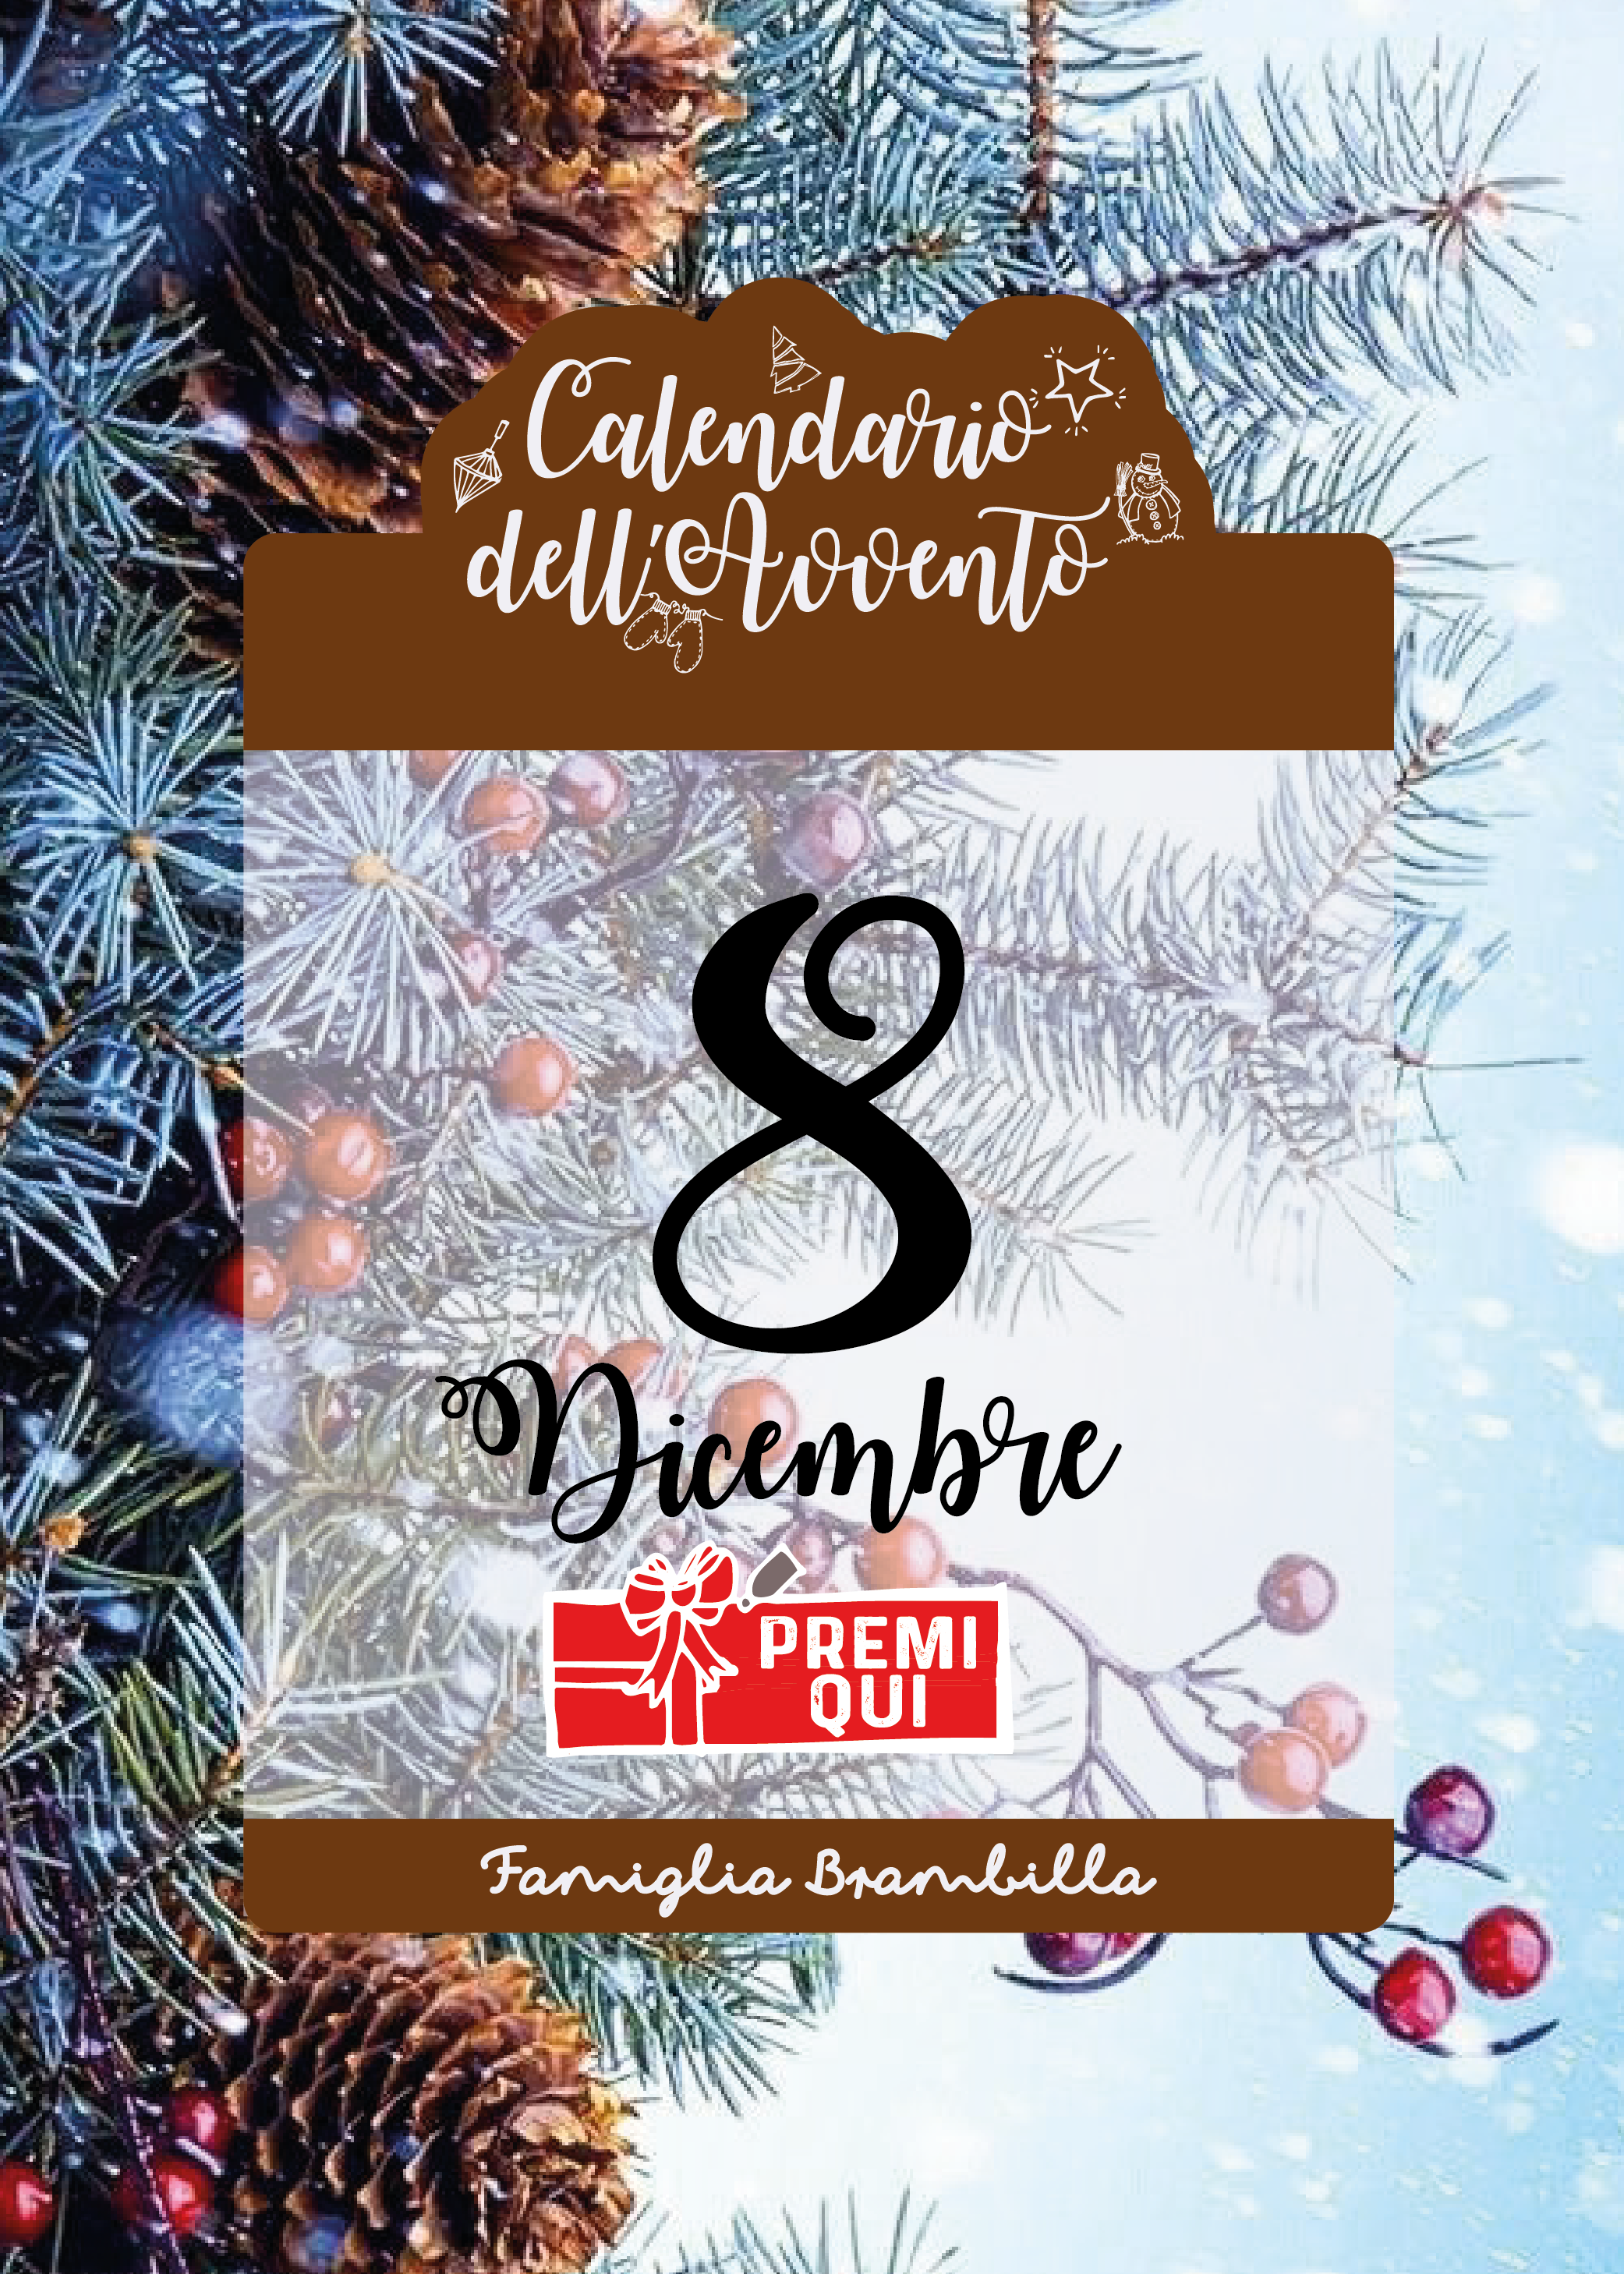 Calendario
dell'Avvento
8
Dicembre
PREMI
QUI
Famiglia Brambilla